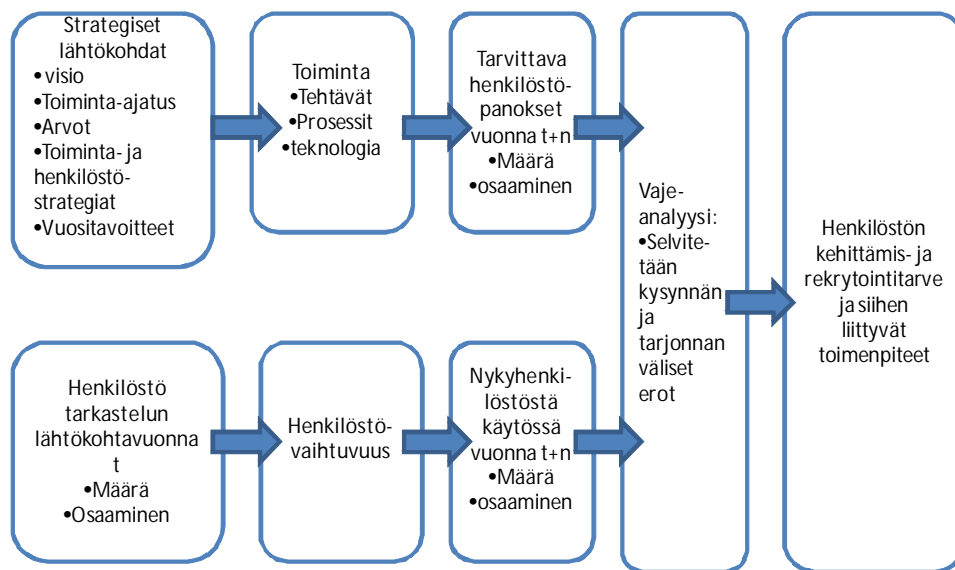 Strategiset
lähtökohdat
•visio
•Toiminta-ajatus
•Arvot
•Toiminta- ja
henkilöstö-
strategiat
•Vuositavoitteet
Toiminta
•Tehtävät
•Prosessit
•teknologia
Tarvittava
henkilöstö-
panokset
vuonna t+n
•Määrä
•osaaminen
Henkilöstö
tarkastelun
lähtökohtavuonna
t
•Määrä
•Osaaminen
Henkilöstö-
vaihtuvuus
Nykyhenki-
löstöstä
käytössä
vuonna t+n
•Määrä
•osaaminen
Vaje-
analyysi:
•Selvite-
tään
kysynnän
ja
tarjonnan
väliset
erot
Henkilöstön
kehittämis- ja
rekrytointitarve
ja siihen
liittyvät
toimenpiteet